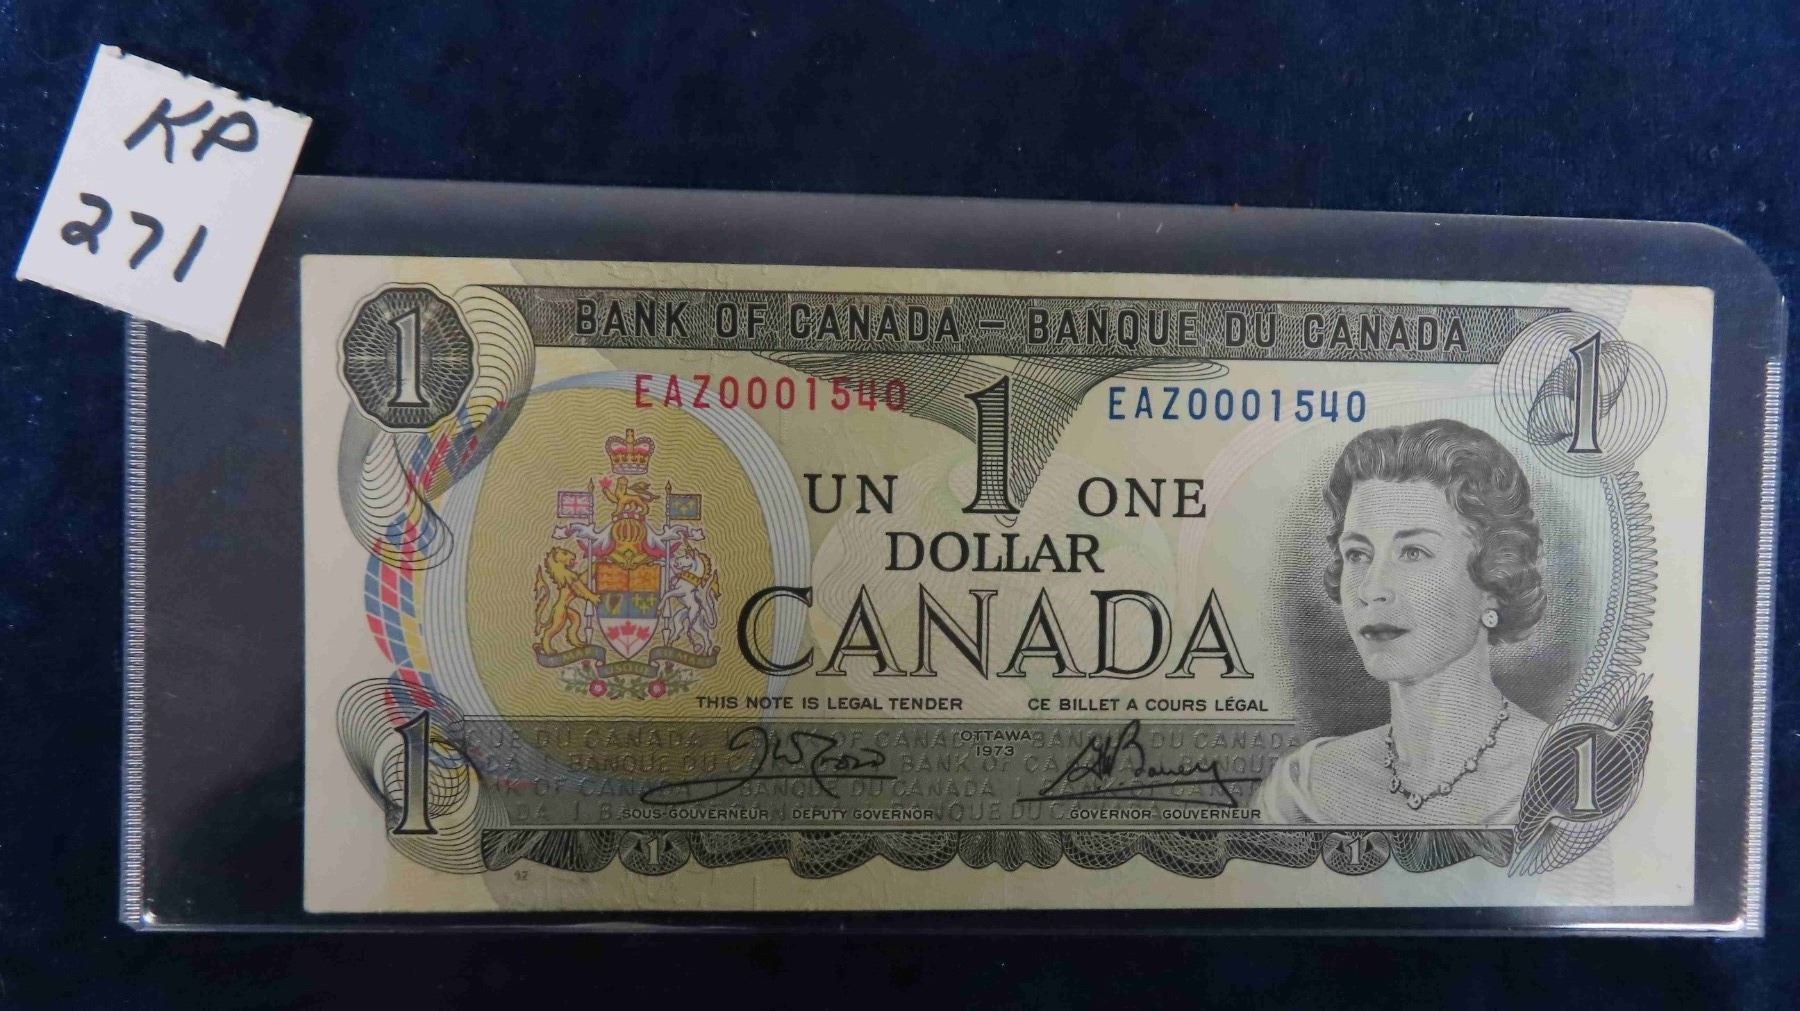 KP
271
BANK OF CANADA – BANQUE DU CANADA
1
1
EAZ0001540
1
EAZ0001540
UN
ONE
DOLLAR
CANADA
THIS NOTE IS LEGAL TENDER
CE BILLET A COURS LÉGAL
OTTAWA
1973
1
1
SOUS-GOUVERNEUR DEPUTY GOVERNOR
GOVERNOR GOUVERNEUR
1
1